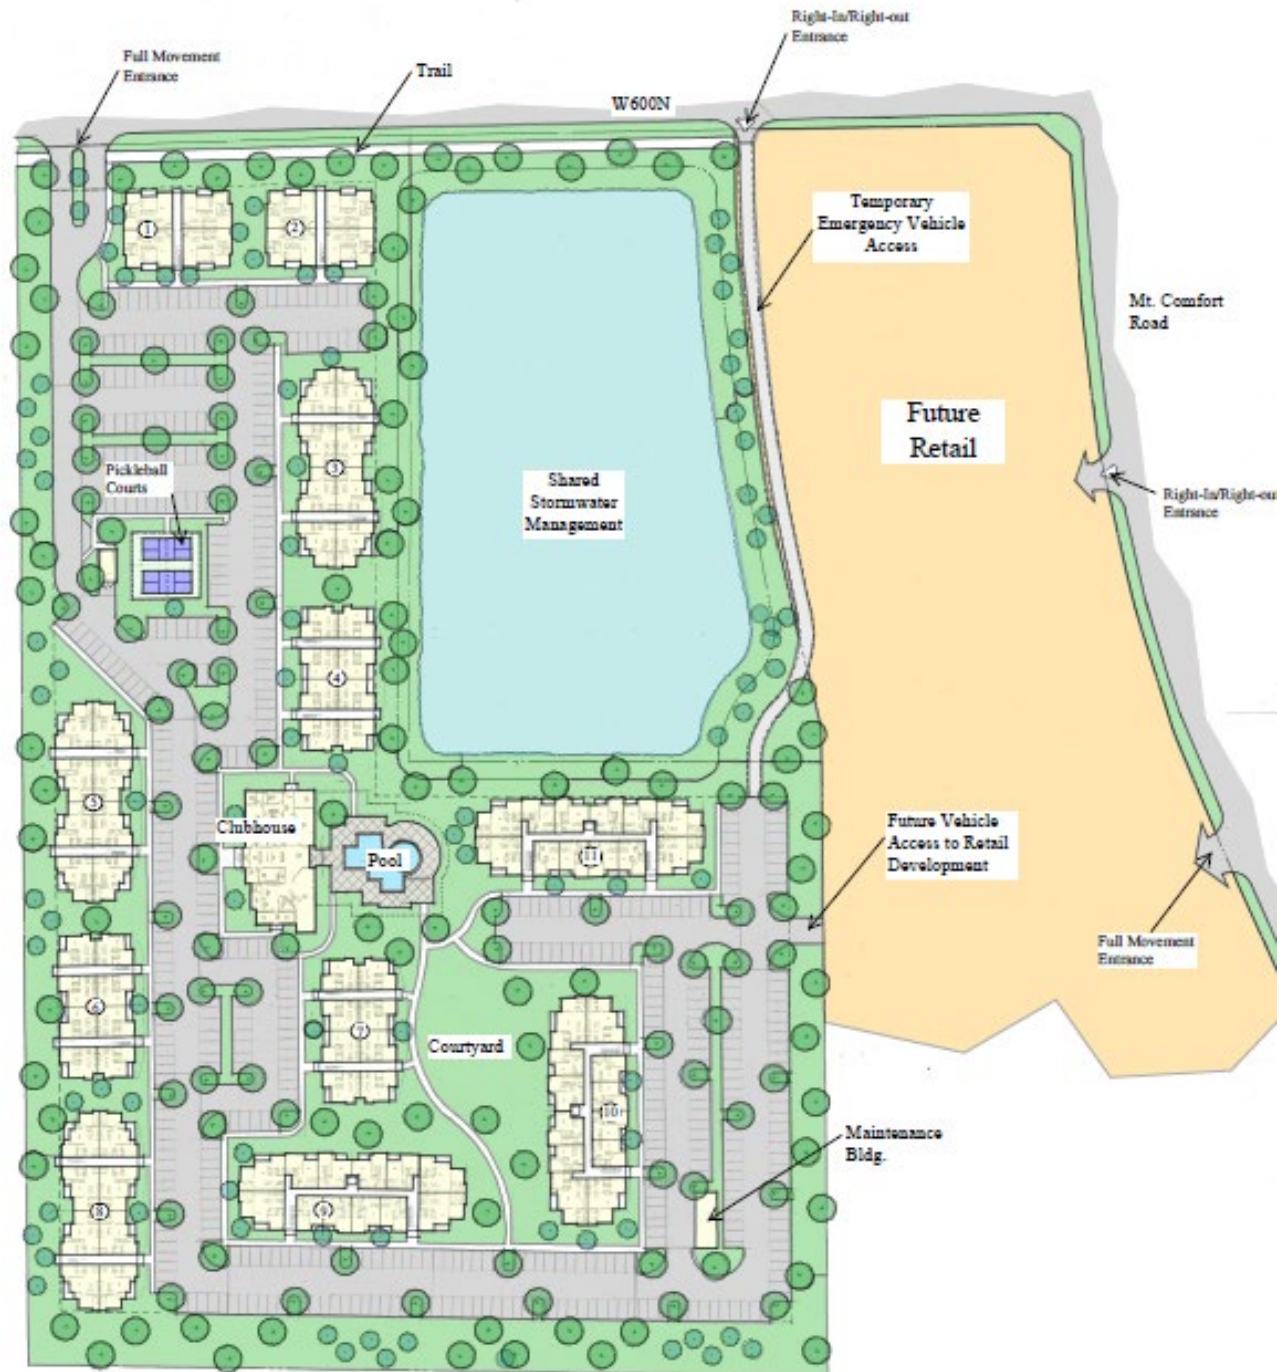 Right-In/Right-out
Entrance
Full Movement
Entrance
Trail
W600N
1
2
Temporary
Emergency Vehicle
Access
Mt. Comfort
Road
Future
Retail
Pickleball
Courts
3
Shared
Stormwater
Management
Right-In/Right-out
Entrance
4
5
Clubhouse
Pool
11
Future Vehicle
Access to Retail
Development
Full Movement
Entrance
6
7
Courtyard
10
Maintenance
Bldg.
8
9